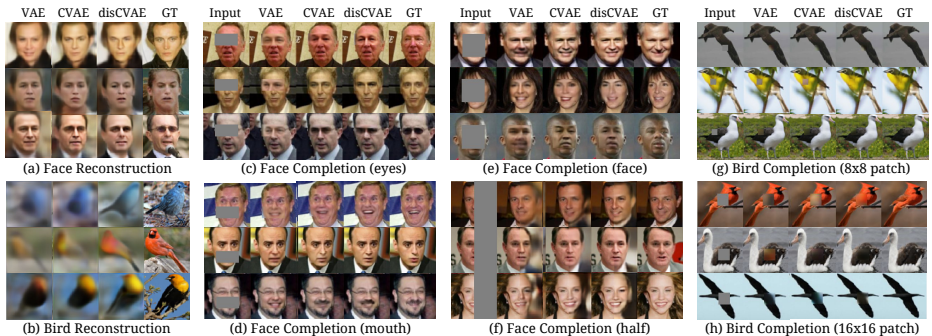 VAE CVAE disCVAE GT
Input VAE CVAE disCVAE GT
Input VAE CVAE disCVAE GT
Input VAE CVAE disCVAE GT
(a) Face Reconstruction
(c) Face Completion (eyes)
(e) Face Completion (face)
(g) Bird Completion (8x8 patch)
(b) Bird Reconstruction
(d) Face Completion (mouth)
(f) Face Completion (half)
(h) Bird Completion (16x16 patch)